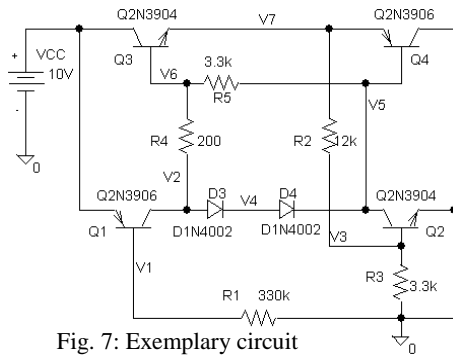 Q2N3904 V7 Q2N3906
+ VCC
10V
-
Q3
V6
3.3k
R5
Q4
V5
R4 200
R2 12k
0
V2
Q2N3906
D3 V4 D4
Q2N3904
Q1
D1N4002 D1N4002
V3
Q2
V1
R1 330k
R3
3.3k
0
Fig. 7: Exemplary circuit